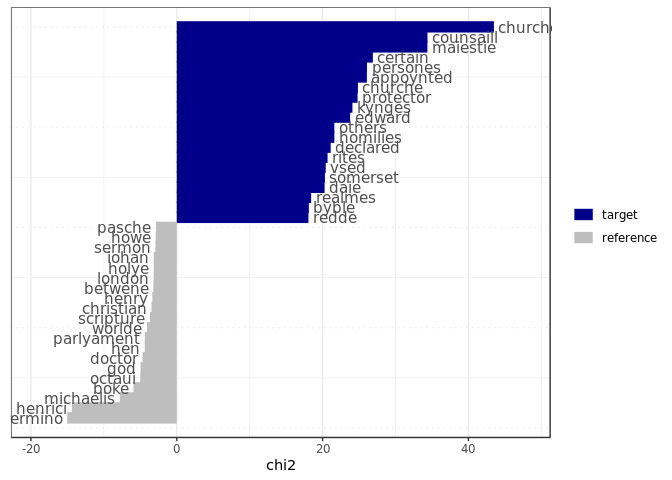 church
counsaill
maiestie
certain
persones
appoynted
churche
protector
kynges
edward
others
homilies
declared
rites
vsed
somerset
daie
realmes
byble
redde
pasche
howe
sermon
iohan
holye
london
betwene
henry
christian
scripture
worlde
parlyament
hen
doctor
god
octaui
boke
michaelis
henrici
ermino
-20
0
20
40
chi2
target
reference